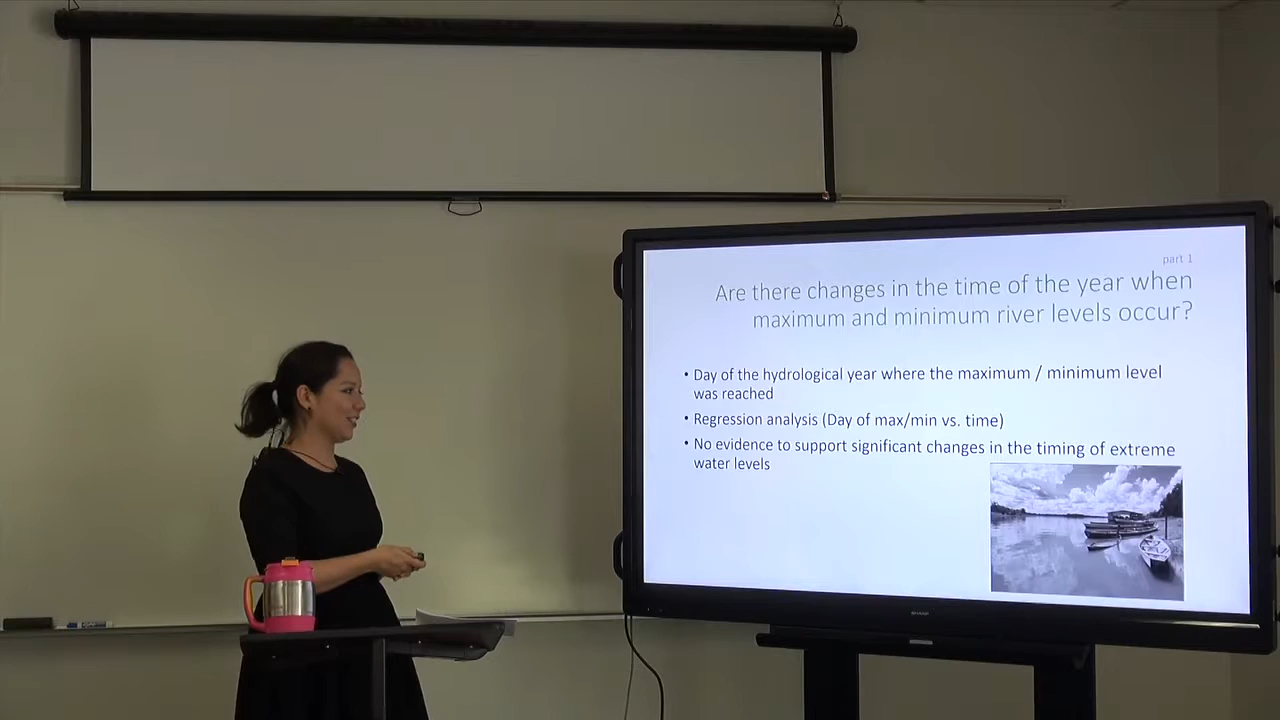 part 1
Are there changes in the time of the year when
maximum and minimum river levels occur?
• Day of the hydrological year where the maximum / minimum level
was reached
• Regression analysis (Day of max/min vs. time)
• No evidence to support significant changes in the timing of extreme
water levels
SHARP